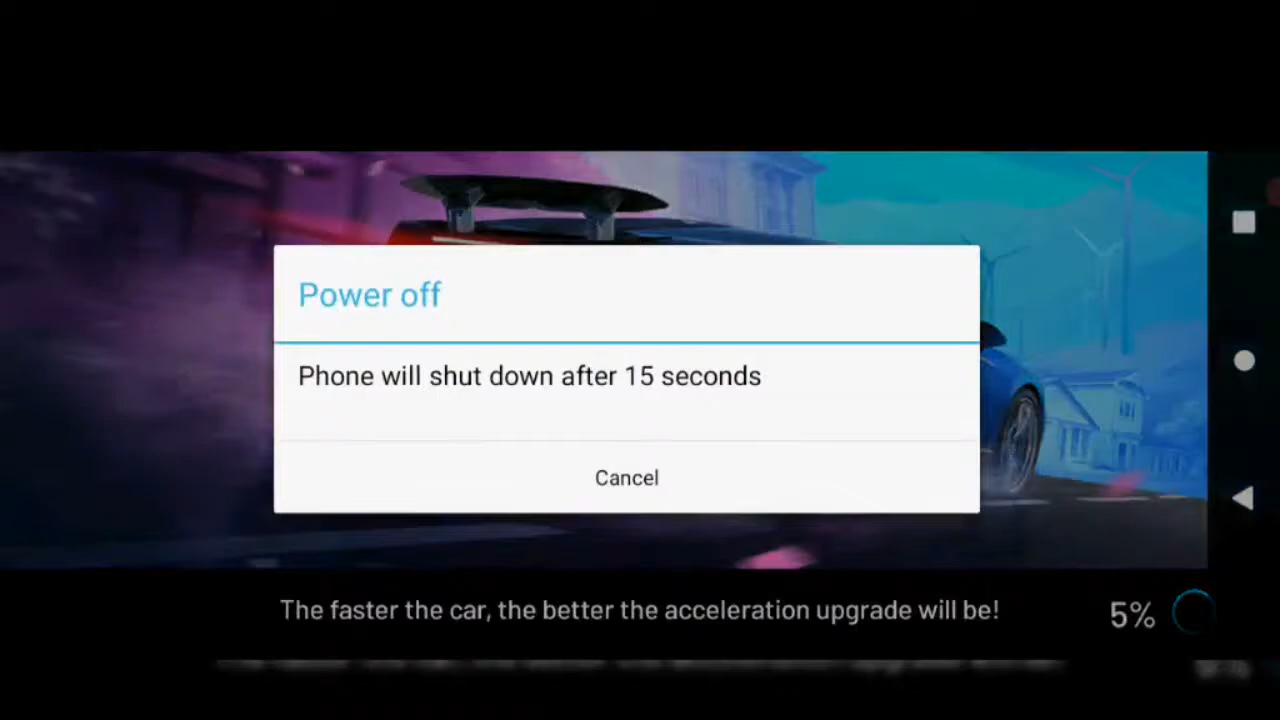 Power off
Phone will shut down after 15 seconds
Cancel
The faster the car, the better the acceleration upgrade will be!
5%